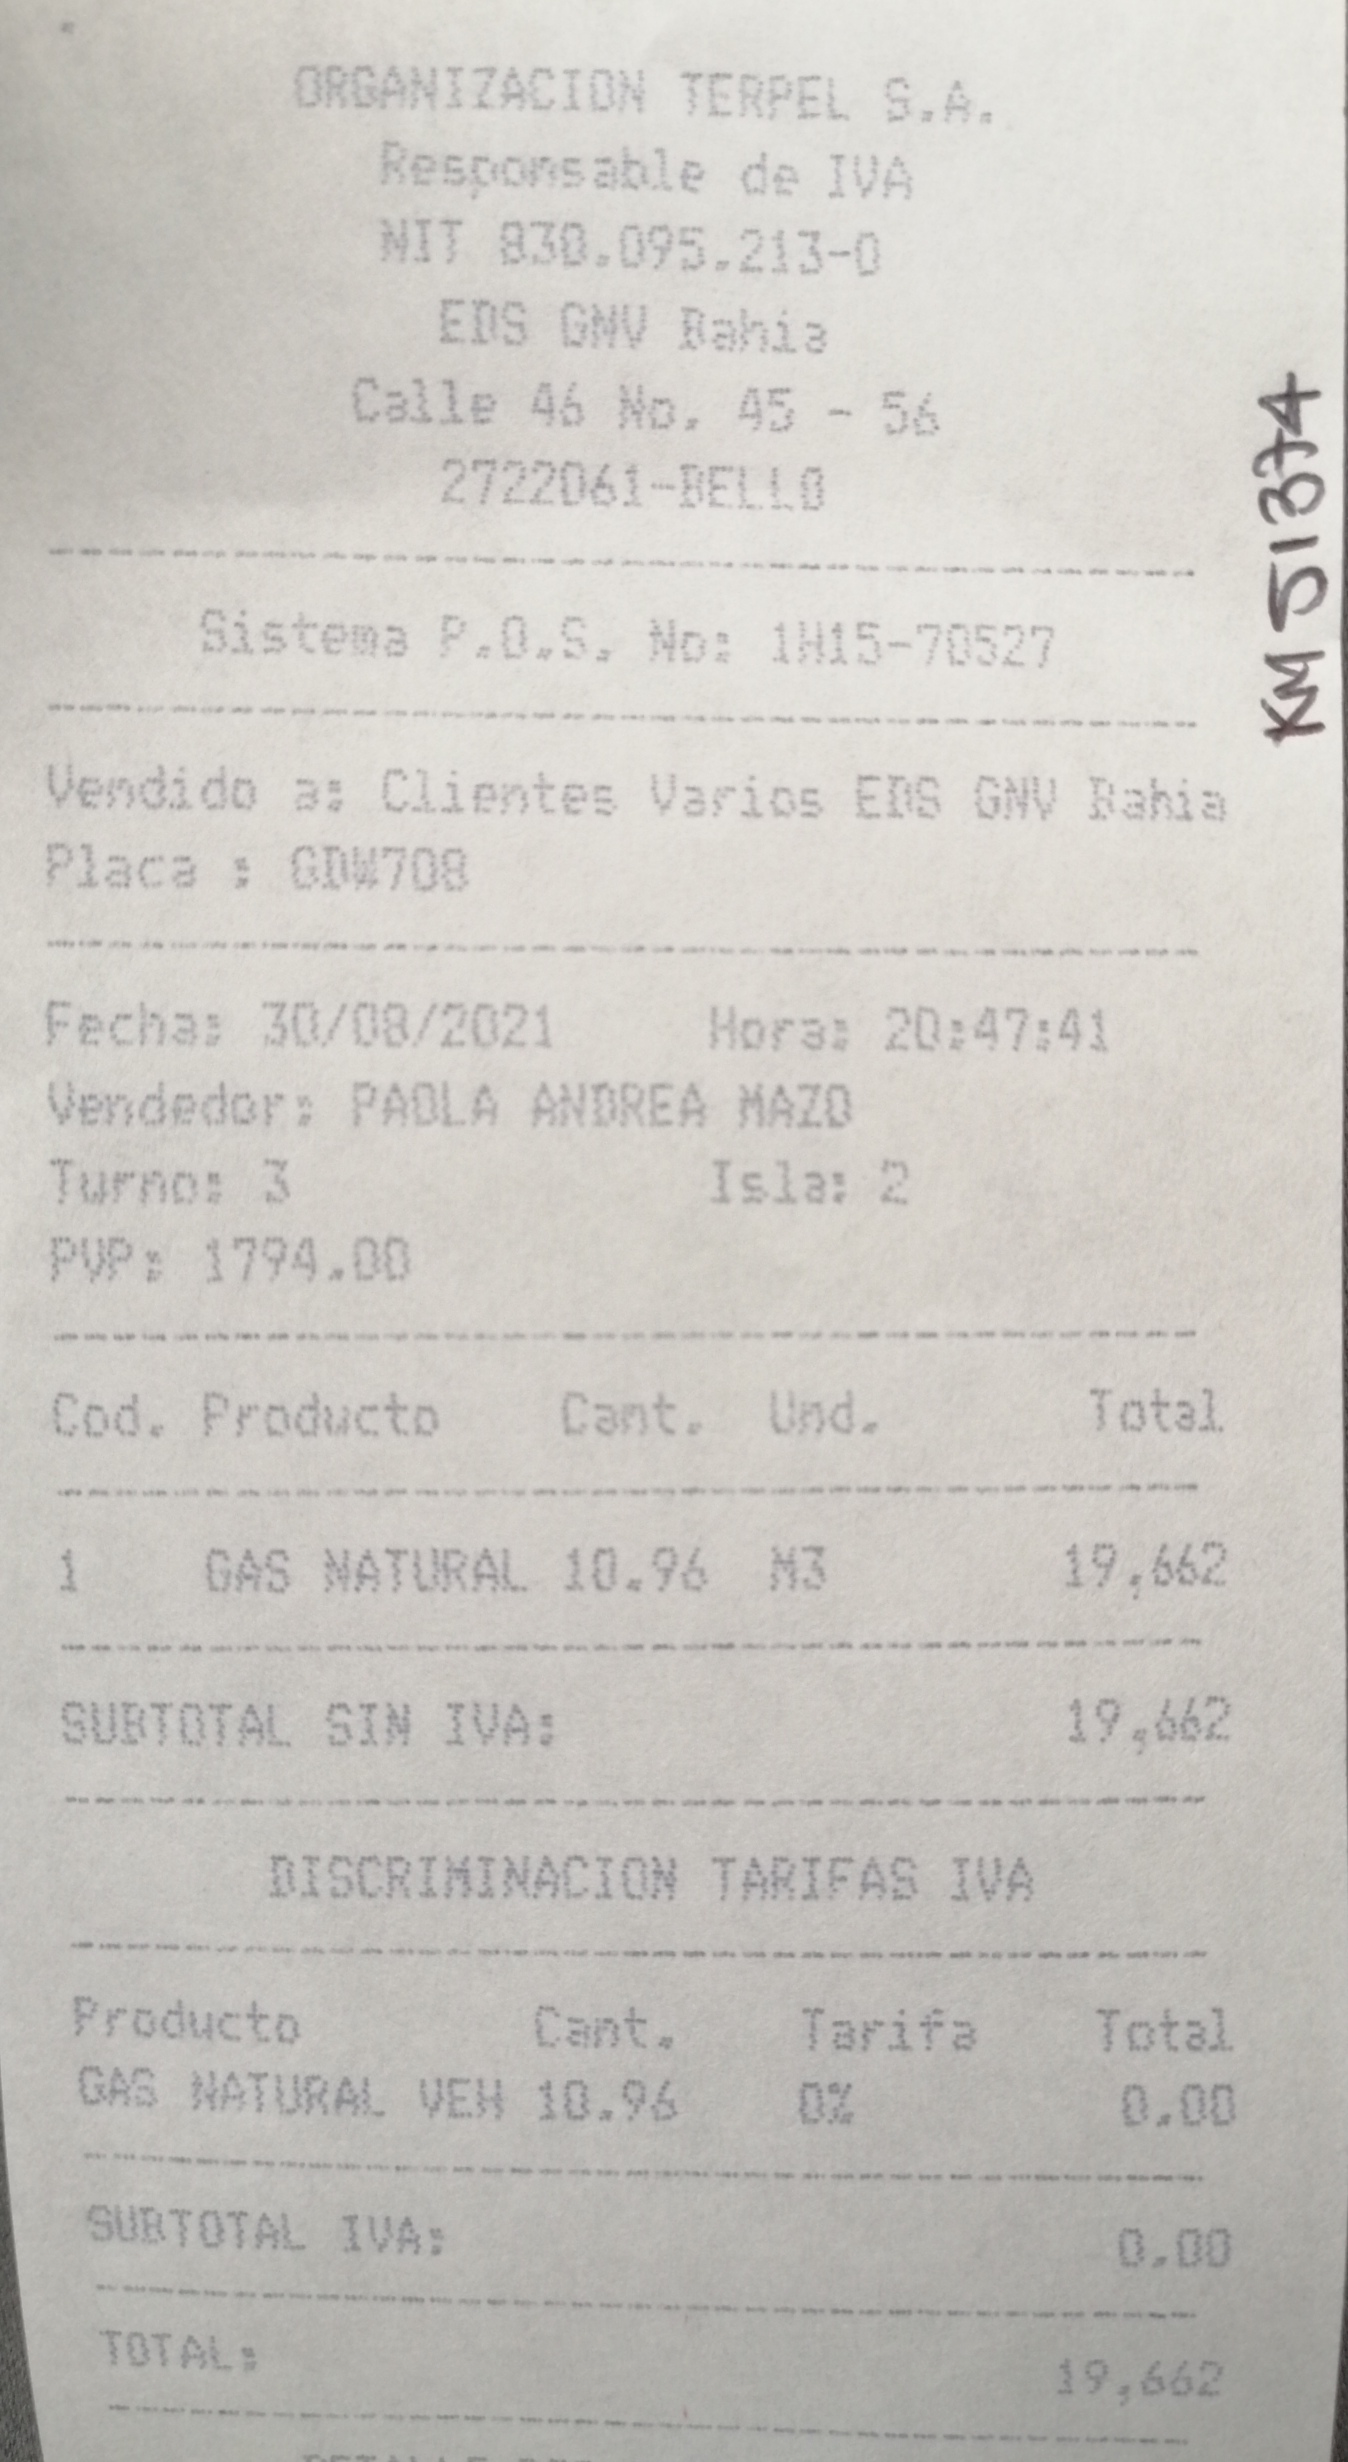 ORGANIZACION TERPEL S.A.
Responsable de IVA
NIT 830.095.213-0
EDS GNV Bahia
Calle 46 No. 45 - 56
2722061-BELLO
Sistema P.O.S. No: 1H15-70527
Vendido a: Clientes Varios EDS GNV Bahia
Placa : GDW708
Fecha: 30/08/2021 Hora: 20:47:41
Vendedor: PAOLA ANDREA MAZO
Turno: 3 Isla: 2
PVP: 1794.00
Cod. Producto Cant. Und. Total
1 GAS NATURAL 10.96 M3 19,662
SUBTOTAL SIN IVA: 19,662
DISCRIMINACION TARIFAS IVA
Producto Cant. Tarifa Total
GAS NATURAL VEH 10.96 0% 0.00
SUBTOTAL IVA: 0.00
TOTAL: 19,662
KM 51374